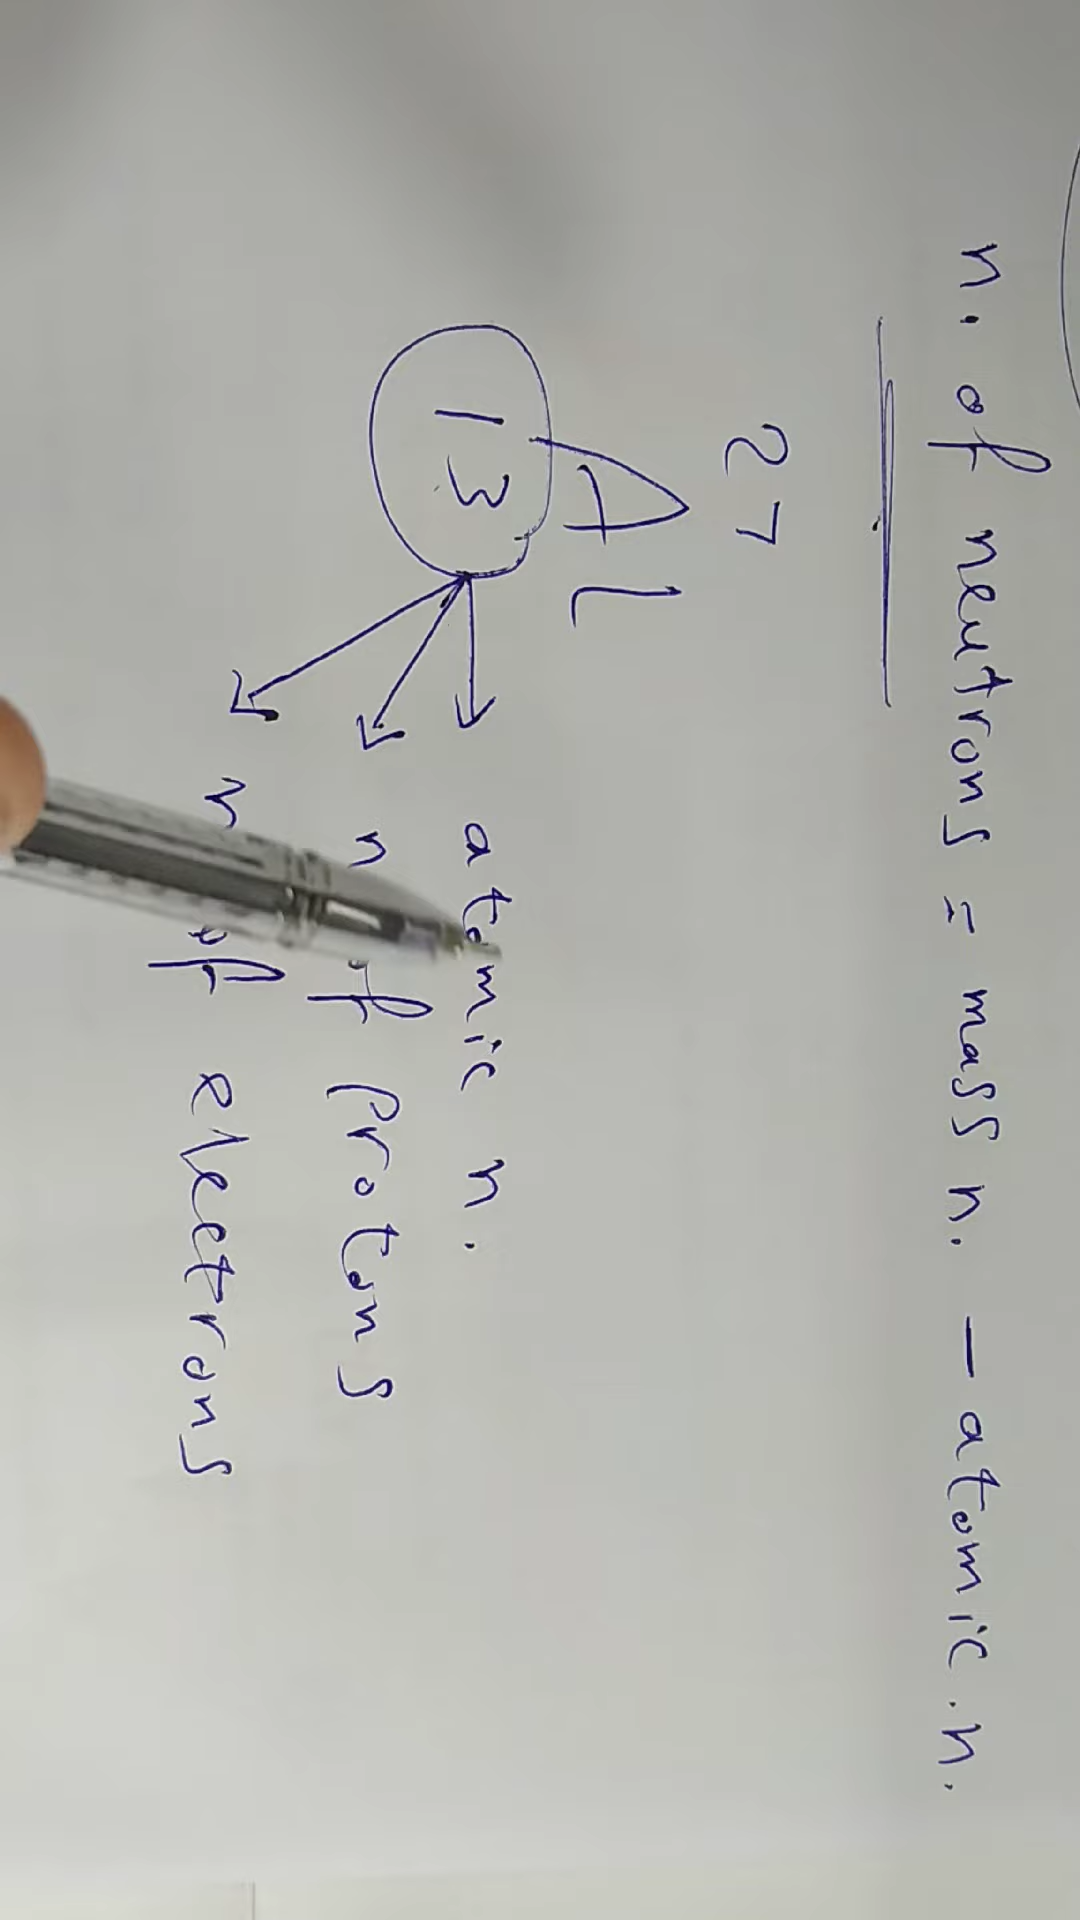 n. of neutrons = mass n. - atomic.n.
27
Al
13
atomic n.
n of protons
n of electrons